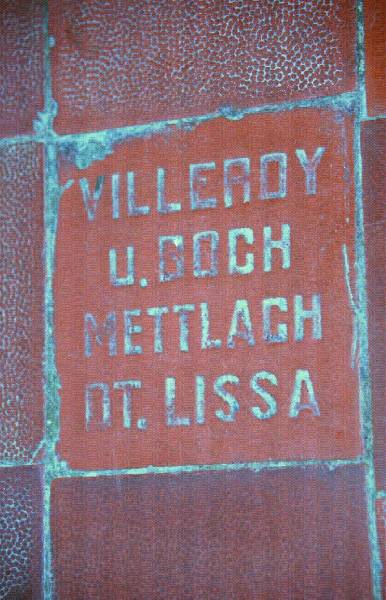 VILLEROY
U. BOCH
METTLACH
DT. LISSA